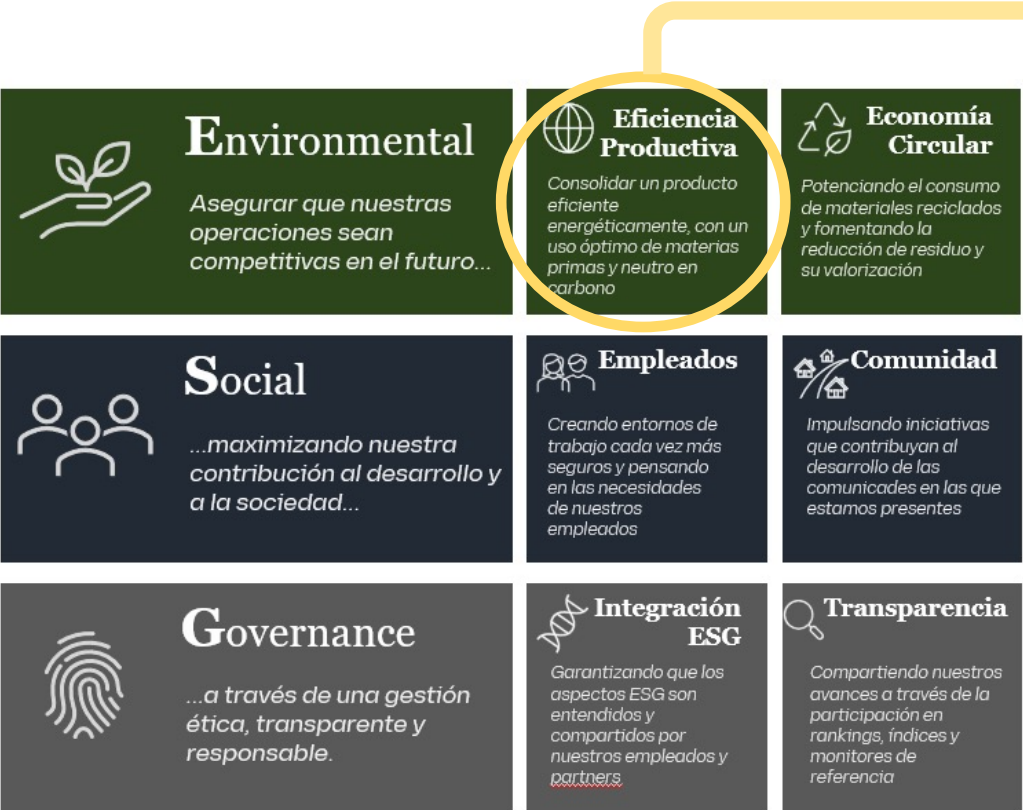 Environmental
Asegurar que nuestras
operaciones sean
competitivas en el futuro...
Eficiencia
Productiva
Consolidar un producto
eficiente
energéticamente, con un
uso óptimo de materias
primas y neutro en
carbono
Economía
Circular
Potenciando el consumo
de materiales reciclados
y fomentando la
reducción de residuo y
su valorización
Social
...maximizando nuestra
contribución al desarrollo y
a la sociedad...
Empleados
Creando entornos de
trabajo cada vez más
seguros y pensando
en las necesidades
de nuestros
empleados
Comunidad
Impulsando iniciativas
que contribuyan al
desarrollo de las
comunicades en las que
estamos presentes
Governance
...a través de una gestión
ética, transparente y
responsable.
Integración
ESG
Garantizando que los
aspectos ESG son
entendidos y
compartidos por
nuestros empleados y
partners
Transparencia
Compartiendo nuestros
avances a través de la
participación en
rankings, índices y
monitores de
referencia